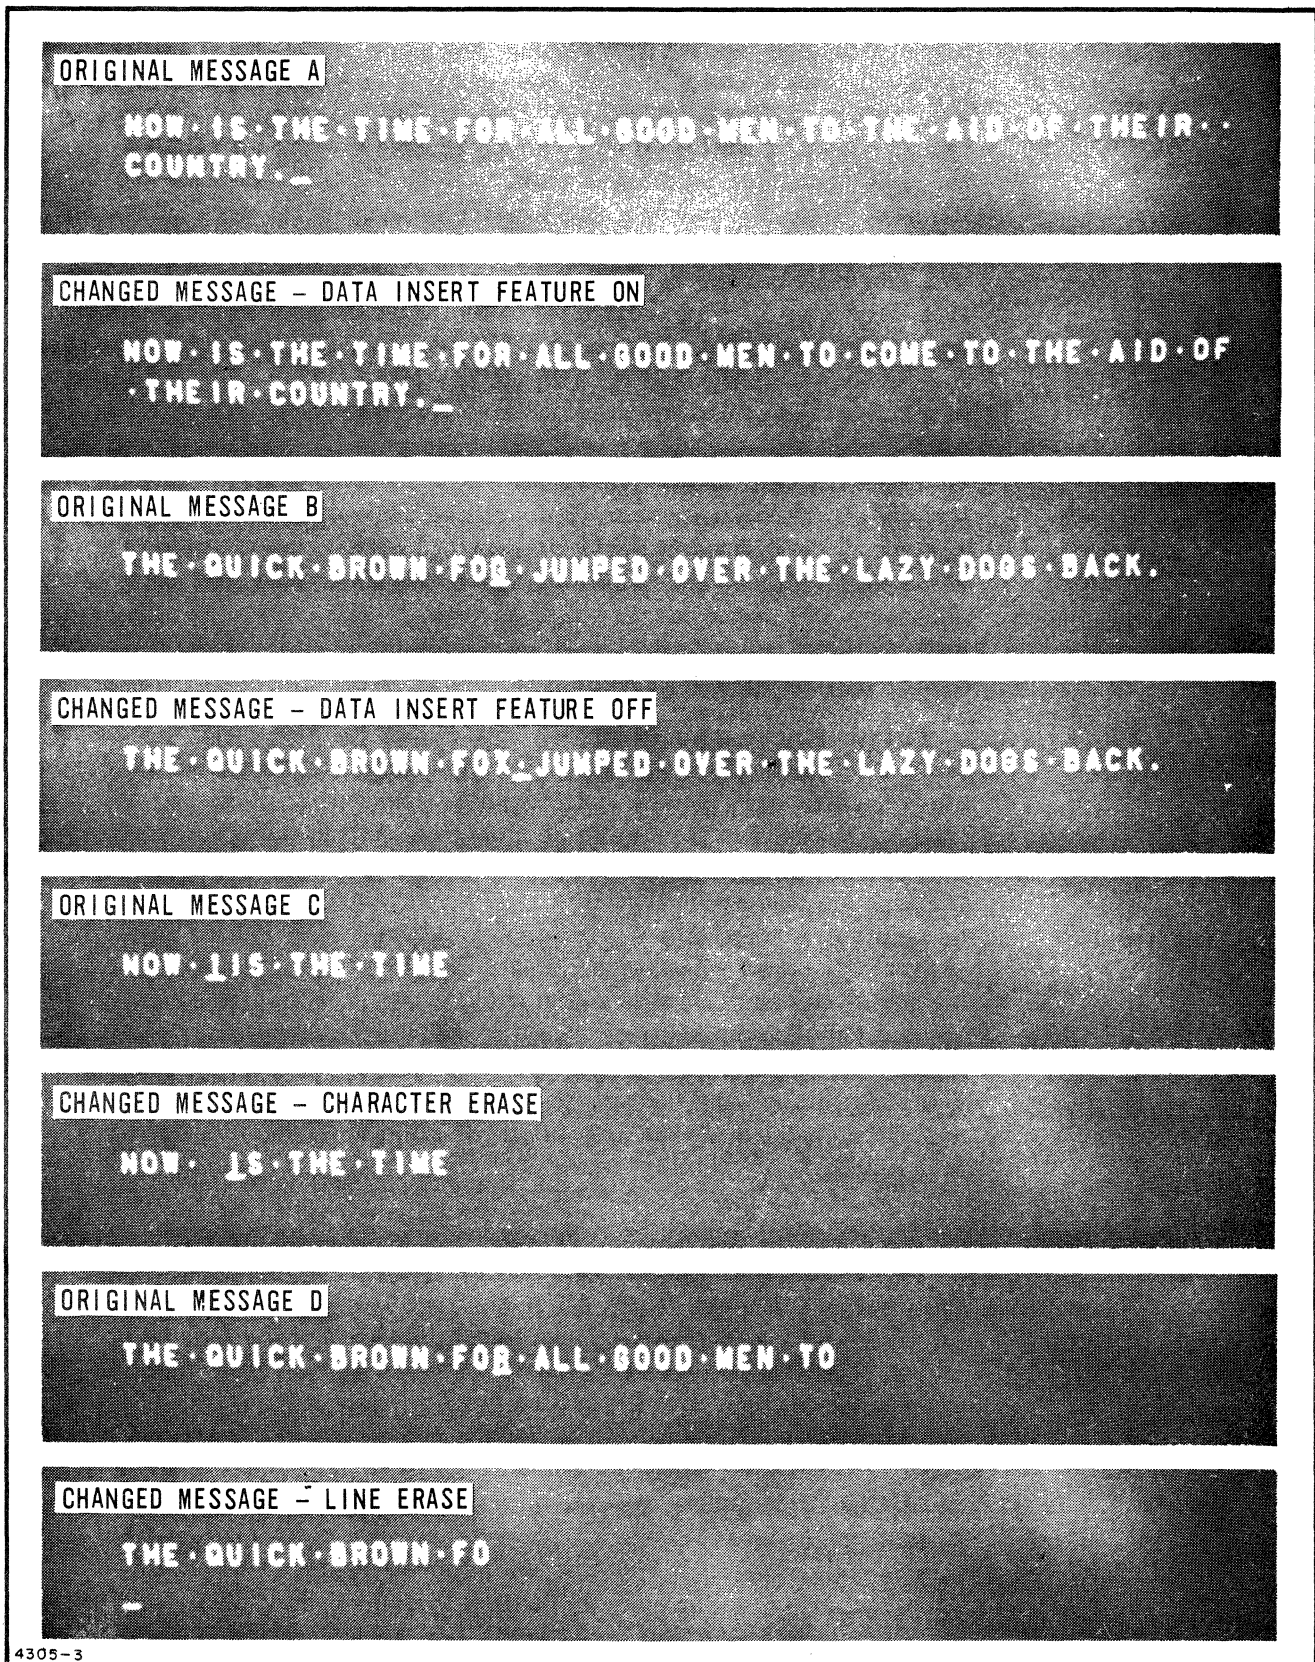 ORIGINAL MESSAGE A
NOW·IS·THE·TIME·FOR·ALL·GOOD·MEN·TO·THE·AID·OF·THEIR··
COUNTRY._
CHANGED MESSAGE – DATA INSERT FEATURE ON
NOW·IS·THE·TIME·FOR·ALL·GOOD·MEN·TO·COME·TO·THE·AID·OF
·THEIR·COUNTRY._
ORIGINAL MESSAGE B
THE·QUICK·BROWN·FOR·JUMPED·OVER·THE·LAZY·DOGS·BACK.
CHANGED MESSAGE – DATA INSERT FEATURE OFF
THE·QUICK·BROWN·FOX·JUMPED·OVER·THE·LAZY·DOGS·BACK.
ORIGINAL MESSAGE C
NOW·IIS·THE·TIME
CHANGED MESSAGE – CHARACTER ERASE
NOW· IS·THE·TIME
ORIGINAL MESSAGE D
THE·QUICK·BROWN·FOR·ALL·GOOD·MEN·TO
CHANGED MESSAGE – LINE ERASE
THE·QUICK·BROWN·FO
_
4305-3